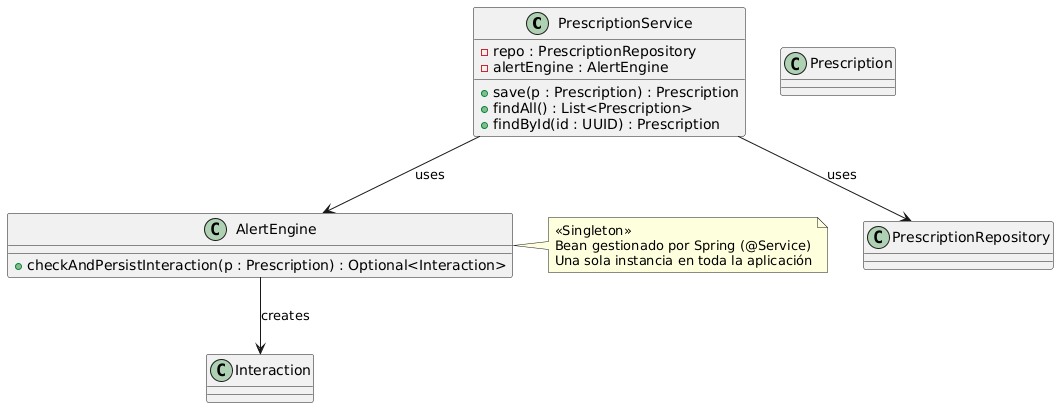 C PrescriptionService
repo : PrescriptionRepository
alertEngine : AlertEngine
save(p : Prescription) : Prescription
findAll() : List<Prescription>
findById(id : UUID) : Prescription
C Prescription
uses
uses
C AlertEngine
checkAndPersistInteraction(p : Prescription) : Optional<Interaction>
«Singleton»
Bean gestionado por Spring (@Service)
Una sola instancia en toda la aplicación
C PrescriptionRepository
creates
C Interaction